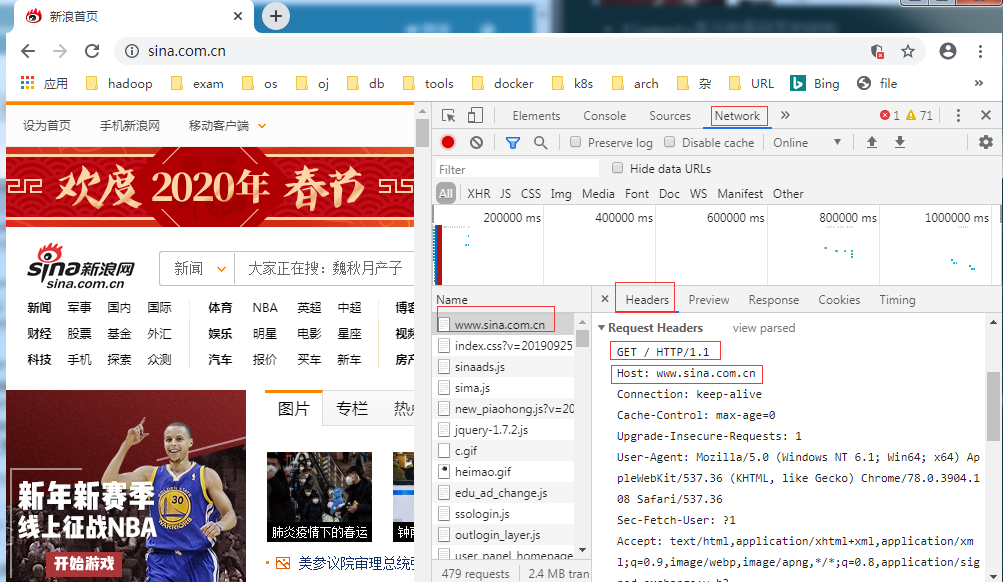 新浪首页
sina.com.cn
应用 hadoop exam os oj db tools docker k8s arch 杂 URL Bing file »
设为首页 手机新浪网 移动客户端
欢度 2020年 春节
sina新浪网
sina.com.cn
新闻 大家正在搜：魏秋月产子
新闻 军事 国内 国际 体育 NBA 英超 中超 博客
财经 股票 基金 外汇 娱乐 明星 电影 星座 视频
科技 手机 探索 众测 汽车 报价 买车 新车 房产
30
新年新赛季
线上征战NBA
开始游戏
图片 专栏 热点
肺炎疫情下的春运
美参议院审理总统
Elements Console Sources Network » 1 71
Preserve log Disable cache Online
Filter Hide data URLs
All XHR JS CSS Img Media Font Doc WS Manifest Other
200000 ms 400000 ms 600000 ms 800000 ms 1000000 ms
Name
www.sina.com.cn
index.css?v=20190925
sinaads.js
sima.js
new_piaohong.js?v=20
jquery-1.7.2.js
c.gif
heimao.gif
edu_ad_change.js
ssologin.js
outlogin_layer.js
user_panel_homepage
479 requests 2.4 MB tran
Headers Preview Response Cookies Timing
Request Headers view parsed
GET / HTTP/1.1
Host: www.sina.com.cn
Connection: keep-alive
Cache-Control: max-age=0
Upgrade-Insecure-Requests: 1
User-Agent: Mozilla/5.0 (Windows NT 6.1; Win64; x64) Ap
pleWebKit/537.36 (KHTML, like Gecko) Chrome/78.0.3904.1
08 Safari/537.36
Sec-Fetch-User: ?1
Accept: text/html,application/xhtml+xml,application/xm
l;q=0.9,image/webp,image/apng,*/*;q=0.8,application/sig